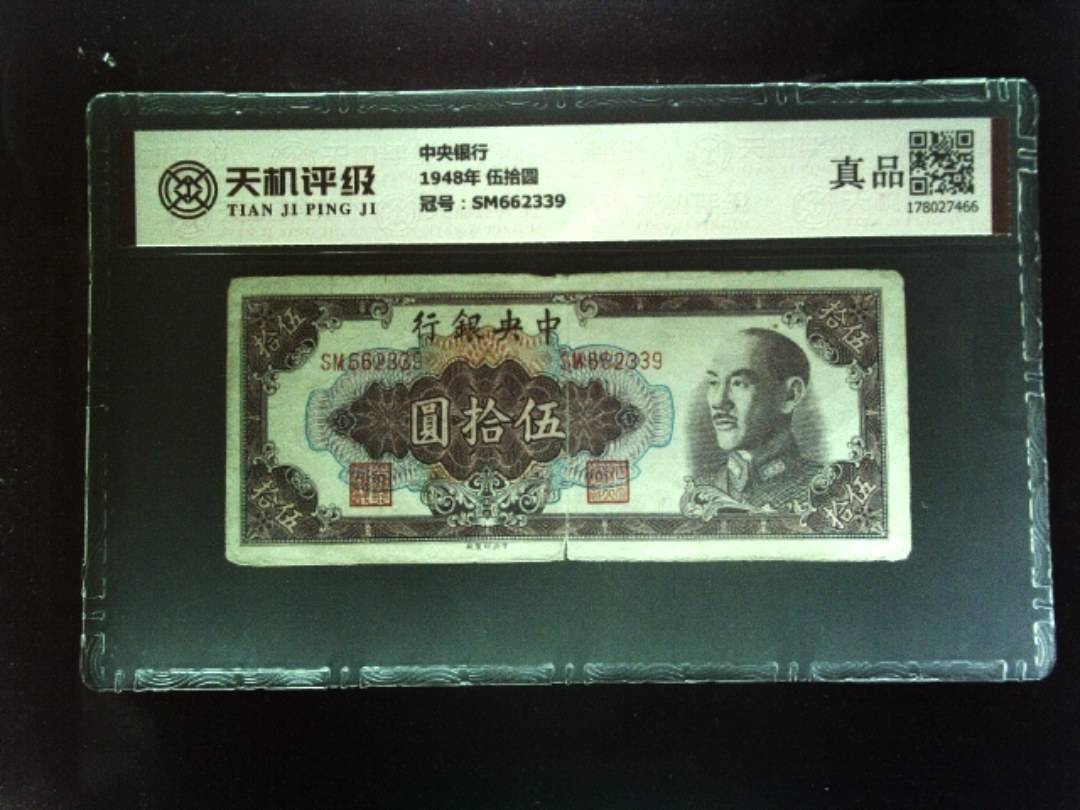 天机评级
TIAN JI PING JI
中央银行
1948年 伍拾圆
冠号：SM662339
真品
178027466
行銀央中
拾伍
拾伍
SM662339
SM662339
圓拾伍
拾伍
拾伍